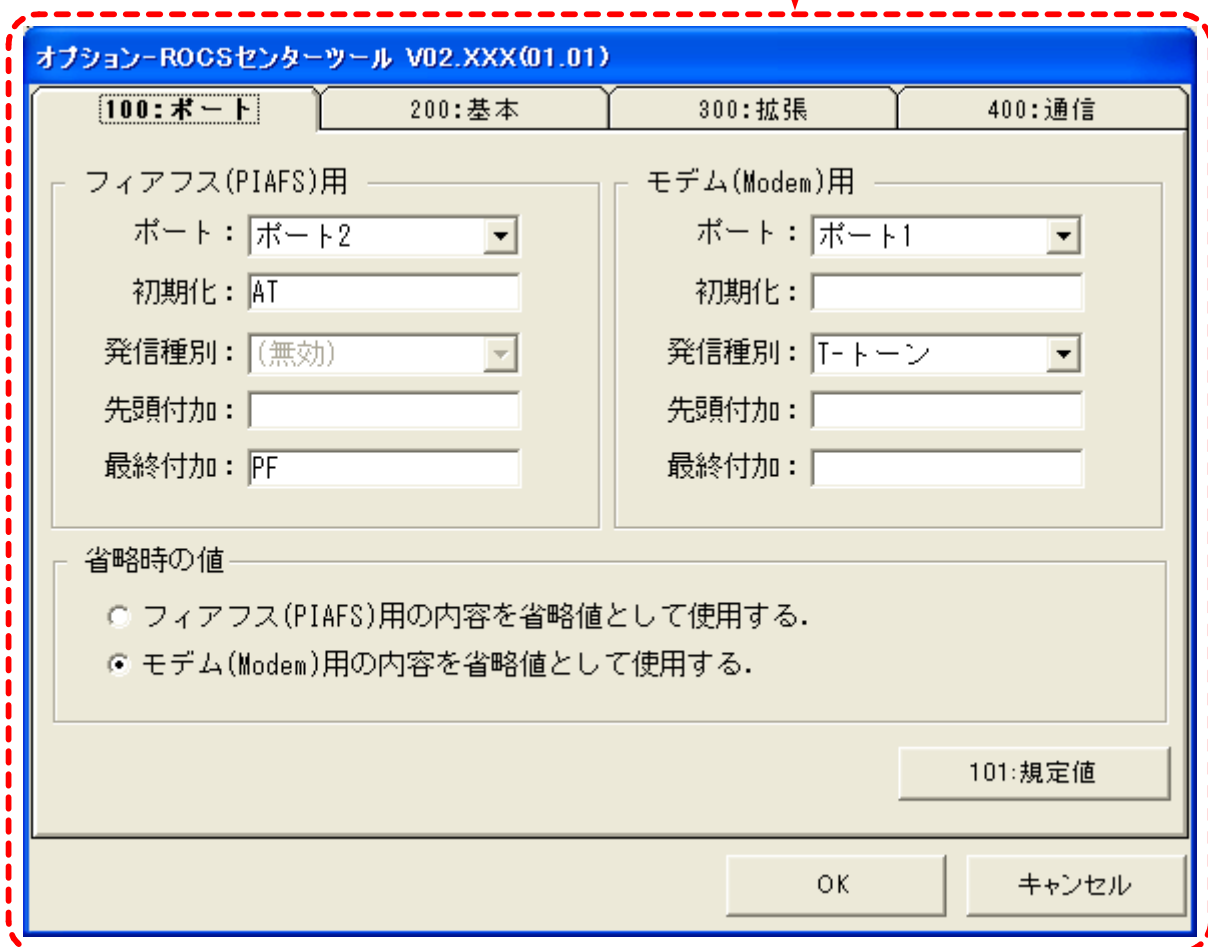 オプション-ROCSセンターツール V02.XXX(01.01)
100:ポート 200:基本 300:拡張 400:通信
フィアフス(PIAFS)用
ポート：ポート2
初期化：AT
発信種別：(無効)
先頭付加：
最終付加：PF
モデム(Modem)用
ポート：ポート1
初期化：
発信種別：T-トーン
先頭付加：
最終付加：
省略時の値
フィアフス(PIAFS)用の内容を省略値として使用する.
モデム(Modem)用の内容を省略値として使用する.
101:規定値
OK キャンセル